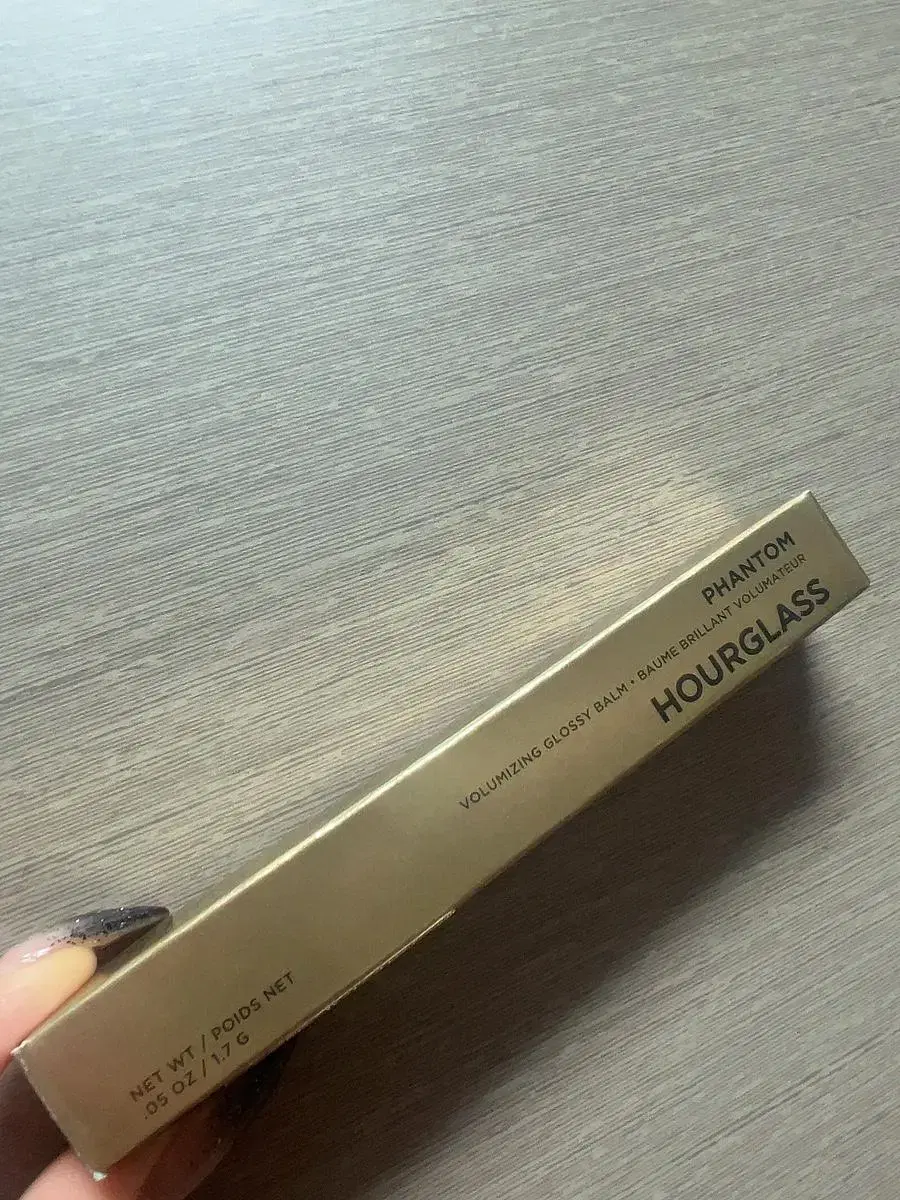 PHANTOM
VOLUMIZING GLOSSY BALM • BAUME BRILLANT VOLUMATEUR
HOURGLASS
NET WT / POIDS NET
.05 OZ / 1.7 G